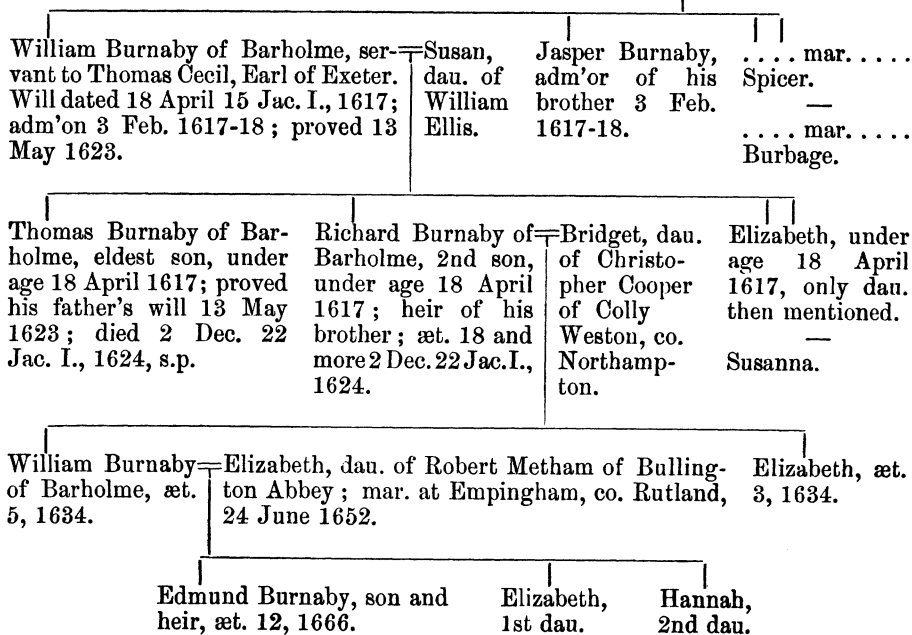 William Burnaby of Barholme, ser-
vant to Thomas Cecil, Earl of Exeter.
Will dated 18 April 15 Jac. I., 1617;
adm'on 3 Feb. 1617-18; proved 13
May 1623.
Susan,
dau. of
William
Ellis.
Jasper Burnaby,
adm'or of his
brother 3 Feb.
1617-18.
. . . . mar. . . . .
Spicer.
—
. . . . mar. . . . .
Burbage.
Thomas Burnaby of Bar-
holme, eldest son, under
age 18 April 1617; proved
his father's will 13 May
1623; died 2 Dec. 22
Jac. I., 1624, s.p.
Richard Burnaby of
Barholme, 2nd son,
under age 18 April
1617; heir of his
brother; æt. 18 and
more 2 Dec. 22 Jac. I.,
1624.
Bridget, dau.
of Christo-
pher Cooper
of Colly
Weston, co.
Northamp-
ton.
Elizabeth, under
age 18 April
1617, only dau.
then mentioned.
—
Susanna.
William Burnaby
of Barholme, æt.
5, 1634.
Elizabeth, dau. of Robert Metham of Bulling-
ton Abbey; mar. at Empingham, co. Rutland,
24 June 1652.
Elizabeth, æt.
3, 1634.
Edmund Burnaby, son and
heir, æt. 12, 1666.
Elizabeth,
1st dau.
Hannah,
2nd dau.